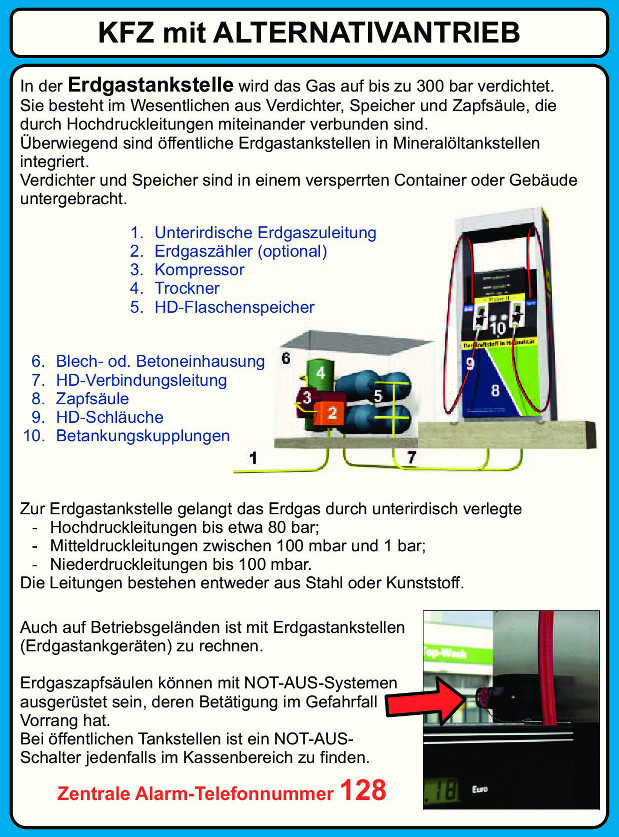 KFZ mit ALTERNATIVANTRIEB
In der Erdgastankstelle wird das Gas auf bis zu 300 bar verdichtet.
Sie besteht im Wesentlichen aus Verdichter, Speicher und Zapfsäule, die
durch Hochdruckleitungen miteinander verbunden sind.
Überwiegend sind öffentliche Erdgastankstellen in Mineralöltankstellen
integriert.
Verdichter und Speicher sind in einem versperrten Container oder Gebäude
untergebracht.
1. Unterirdische Erdgaszuleitung
2. Erdgaszähler (optional)
3. Kompressor
4. Trockner
5. HD-Flaschenspeicher
6. Blech- od. Betoneinhausung
7. HD-Verbindungsleitung
8. Zapfsäule
9. HD-Schläuche
10. Betankungskupplungen
10
9
8
6
4
3
5
2
1
7
Zur Erdgastankstelle gelangt das Erdgas durch unterirdisch verlegte
- Hochdruckleitungen bis etwa 80 bar;
- Mitteldruckleitungen zwischen 100 mbar und 1 bar;
- Niederdruckleitungen bis 100 mbar.
Die Leitungen bestehen entweder aus Stahl oder Kunststoff.
Auch auf Betriebsgeländen ist mit Erdgastankstellen
(Erdgastankgeräten) zu rechnen.
Erdgaszapfsäulen können mit NOT-AUS-Systemen
ausgerüstet sein, deren Betätigung im Gefahrfall
Vorrang hat.
Bei öffentlichen Tankstellen ist ein NOT-AUS-
Schalter jedenfalls im Kassenbereich zu finden.
Zentrale Alarm-Telefonnummer 128
Top-Wash
18
Euro